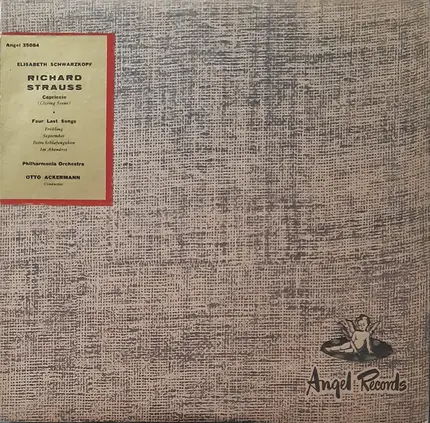 Angel 35084
ELISABETH SCHWARZKOPF
RICHARD
STRAUSS
Capriccio
(Closing Scene)
Four Last Songs
Frühling
September
Beim Schlafengehen
Im Abendrot
Philharmonia Orchestra
OTTO ACKERMANN
Conductor
Angel Records